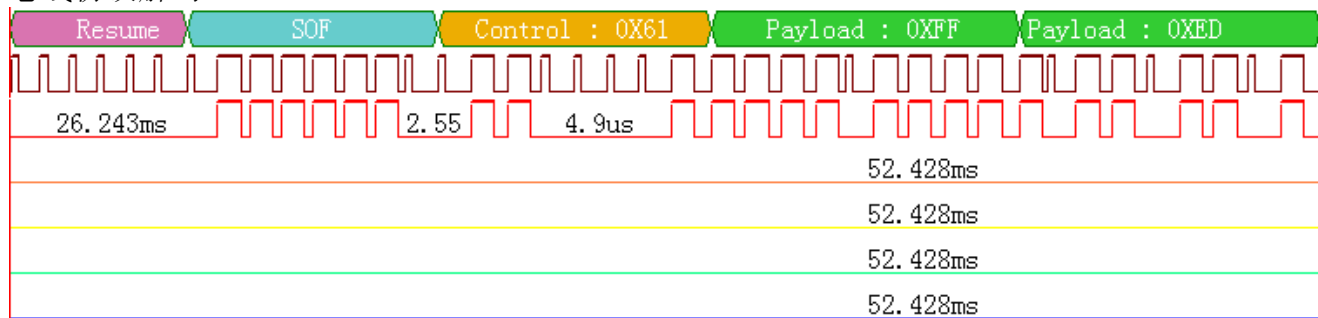 Resume SOF Control : 0X61 Payload : 0XFF Payload : 0XED
26.243ms 2.55 4.9us
52.428ms
52.428ms
52.428ms
52.428ms